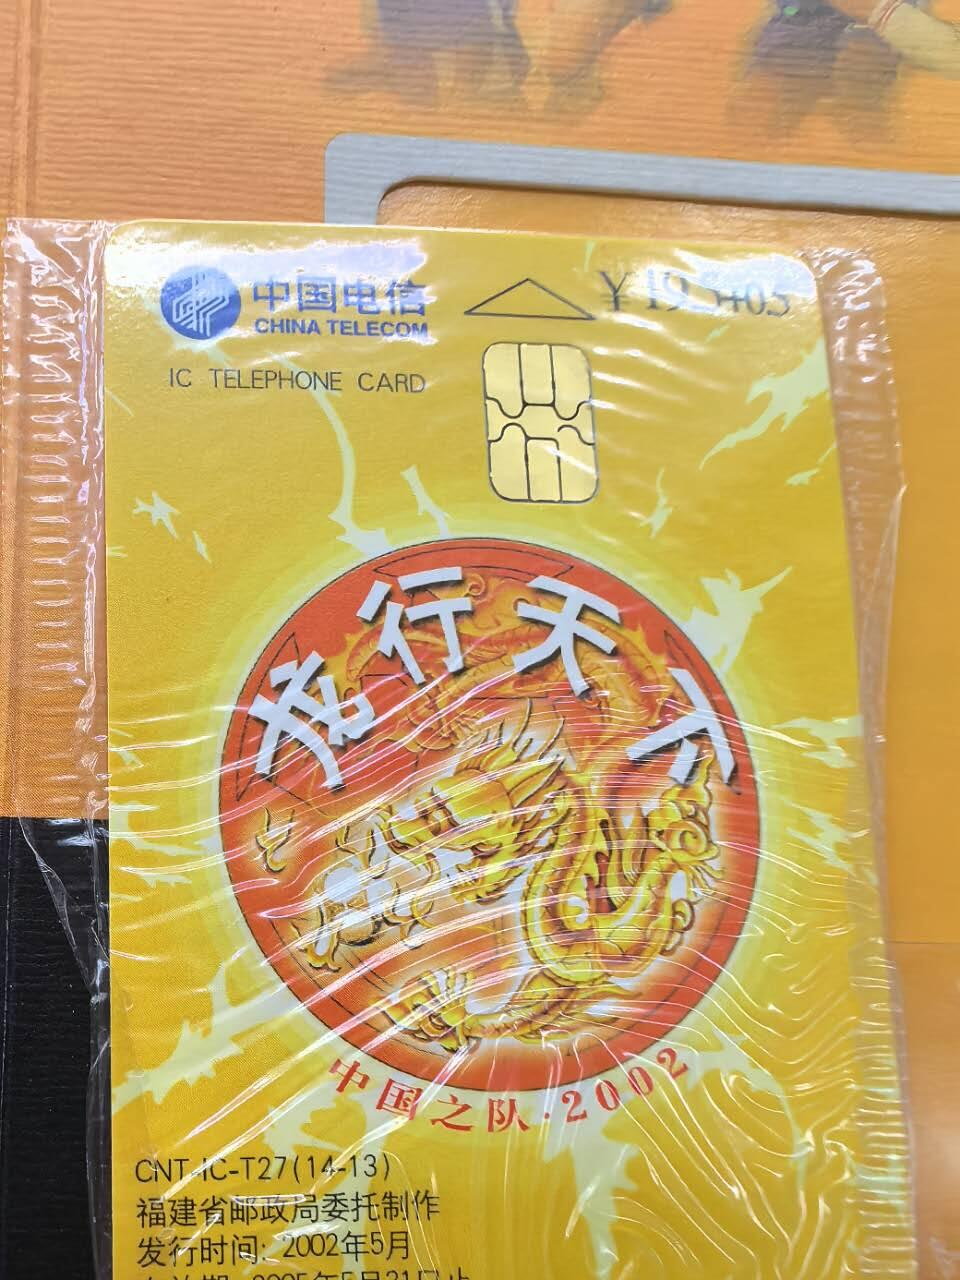 中国电信
CHINA TELECOM
IC TELEPHONE CARD
龙行天下
中国之队·2002
CNT-IC-T27(14-13)
福建省邮政局委托制作
发行时间: 2002年5月